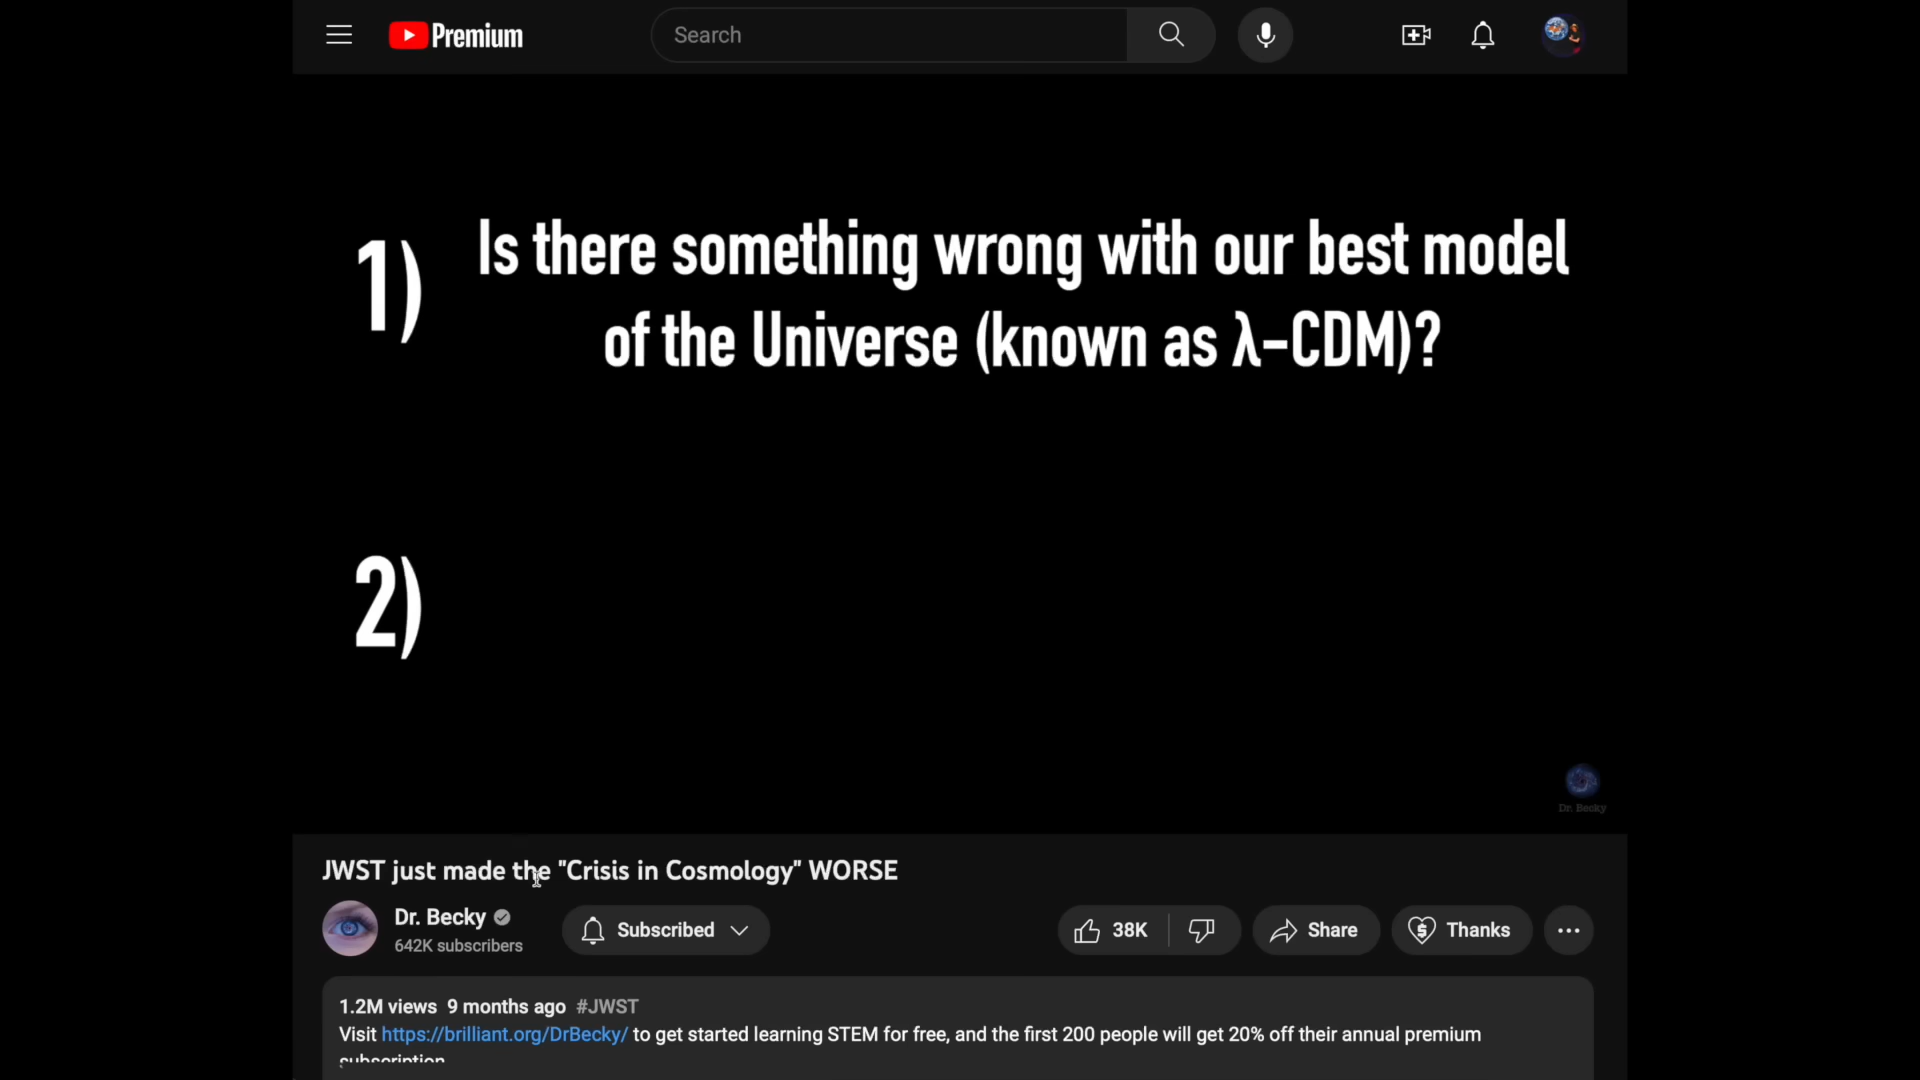 Premium
Search
1) Is there something wrong with our best model
of the Universe (known as λ-CDM)?
2)
Dr. Becky
JWST just made the "Crisis in Cosmology" WORSE
Dr. Becky
642K subscribers
Subscribed
38K
Share
Thanks
1.2M views 9 months ago #JWST
Visit https://brilliant.org/DrBecky/ to get started learning STEM for free, and the first 200 people will get 20% off their annual premium
subscription